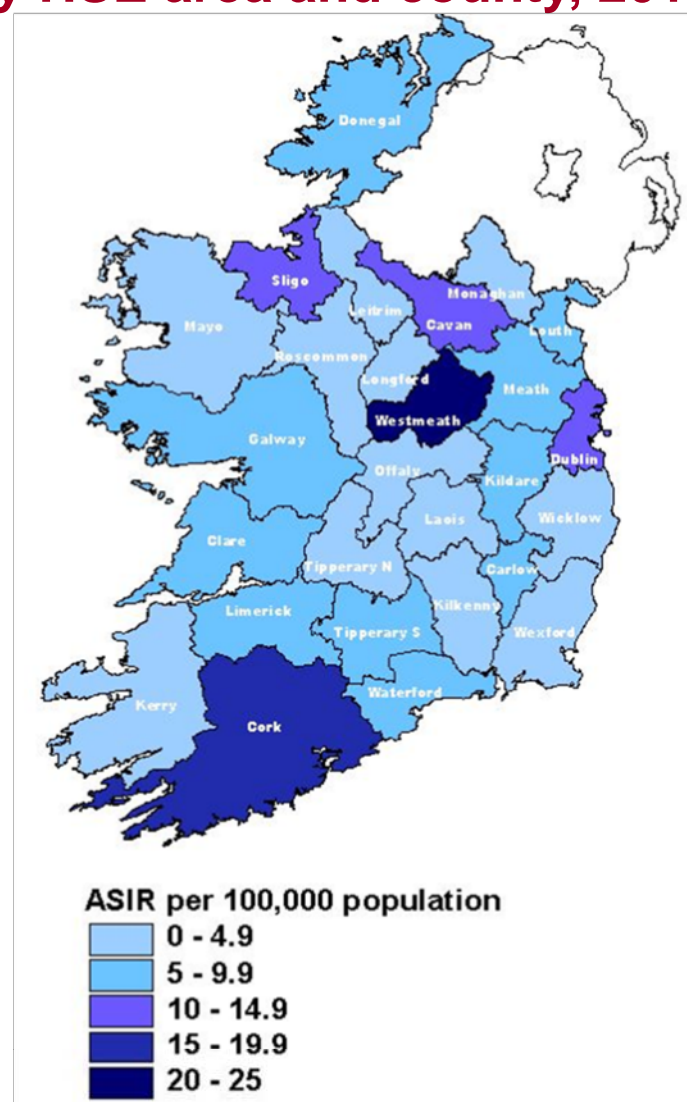 Donegal
Sligo
Leitrim
Monaghan
Cavan
Louth
Mayo
Roscommon
Longford
Meath
Westmeath
Galway
Dublin
Offaly
Kildare
Laois
Wicklow
Clare
Tipperary N
Carlow
Kilkenny
Limerick
Tipperary S
Wexford
Waterford
Kerry
Cork
ASIR per 100,000 population
0 - 4.9
5 - 9.9
10 - 14.9
15 - 19.9
20 - 25